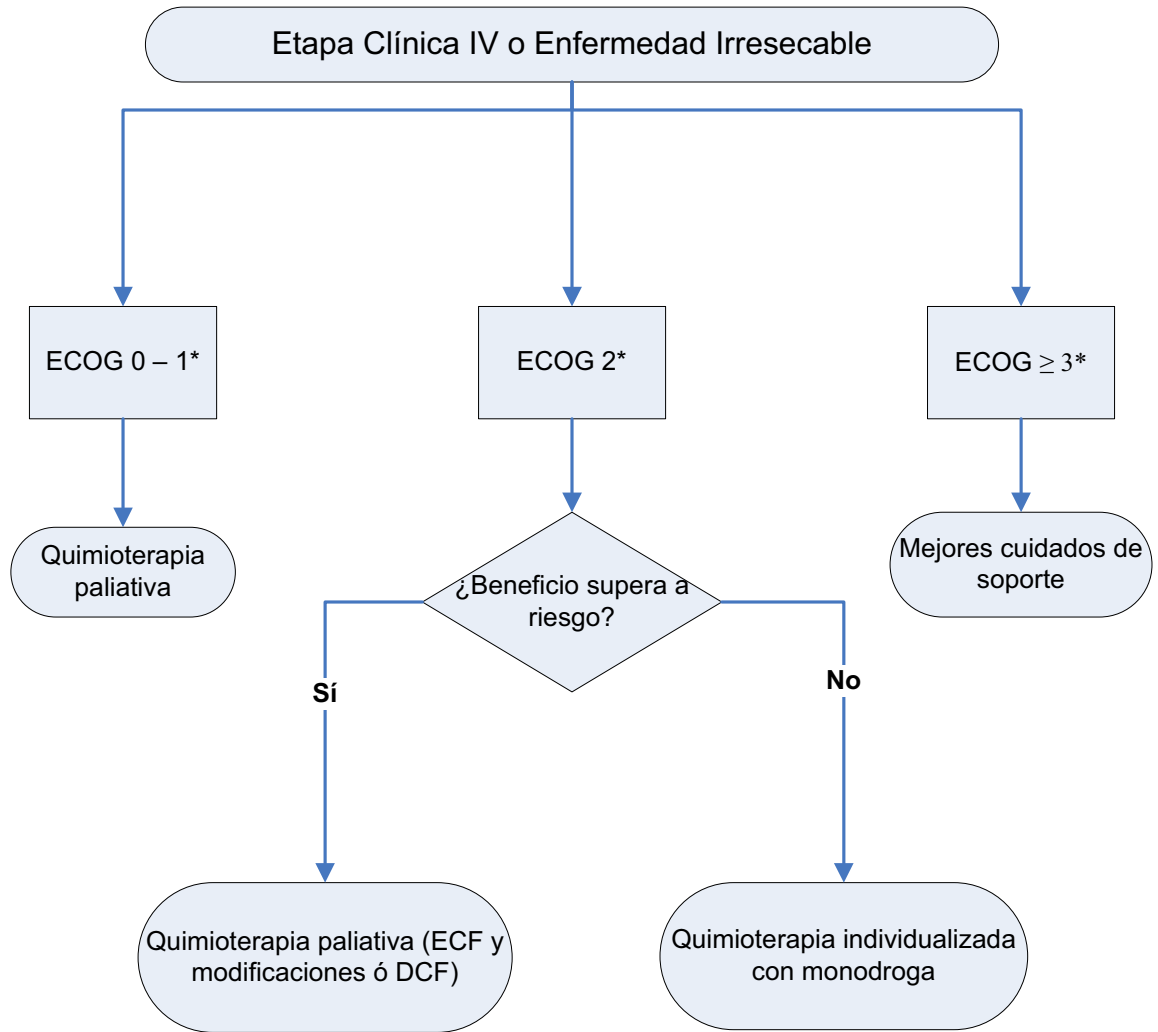 Etapa Clínica IV o Enfermedad Irresecable
ECOG 0 – 1*
ECOG 2*
ECOG ≥ 3*
Quimioterapia
paliativa
¿Beneficio supera a
riesgo?
Mejores cuidados de
soporte
Sí
No
Quimioterapia paliativa (ECF y
modificaciones ó DCF)
Quimioterapia individualizada
con monodroga